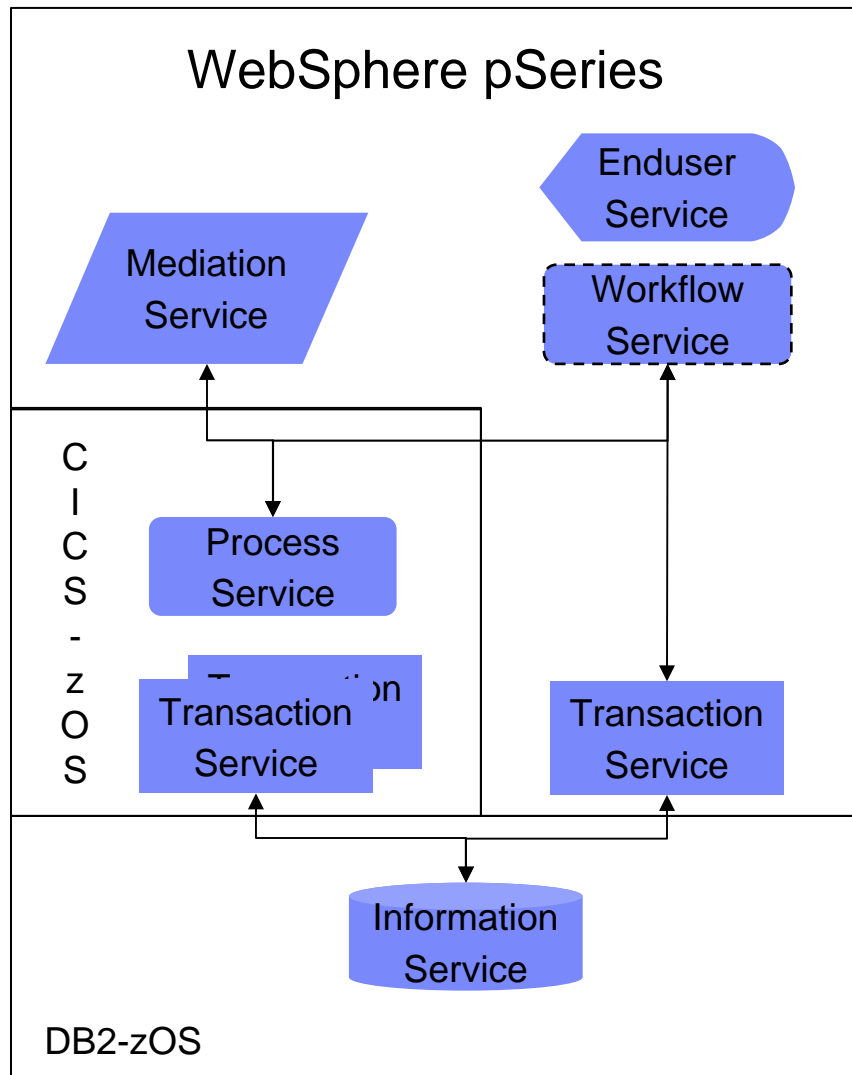 WebSphere pSeries
Enduser
Service
Mediation
Service
Workflow
Service
C
I
C
S
-
z
O
S
Process
Service
Transaction
Service
Transaction
Service
Information
Service
DB2-zOS